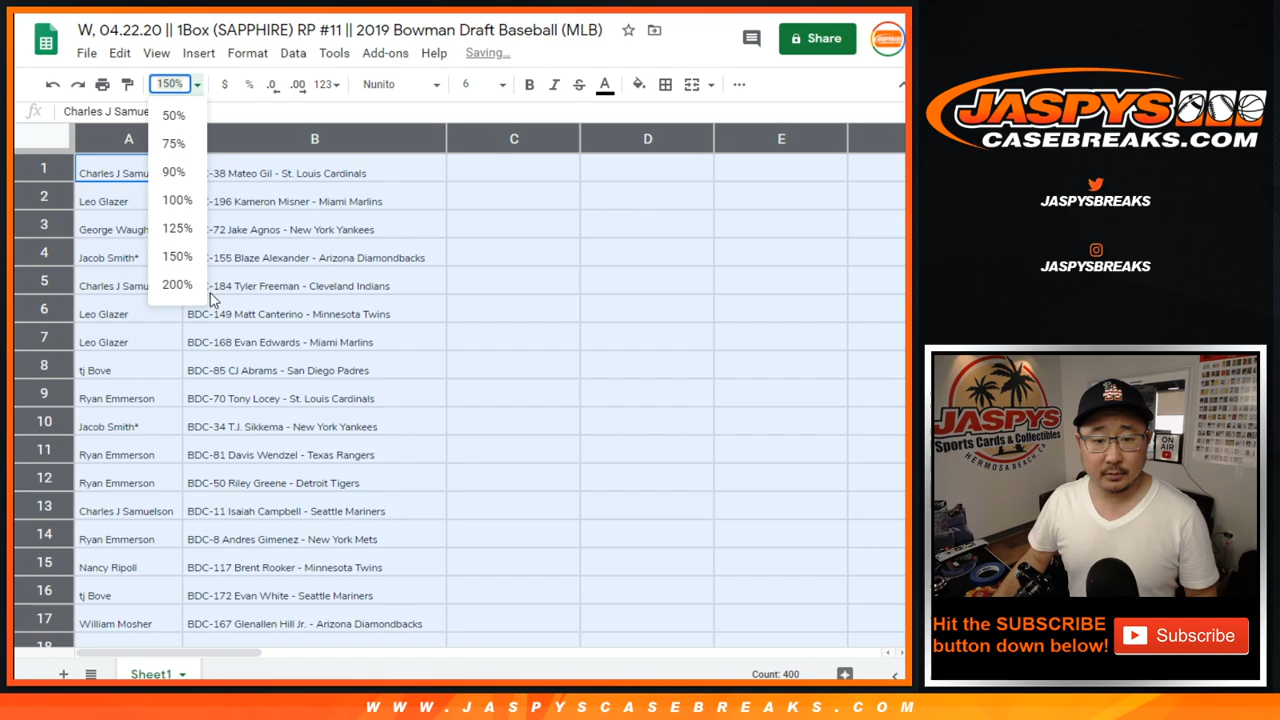 W, 04.22.20 || 1Box (SAPPHIRE) RP #11 || 2019 Bowman Draft Baseball (MLB)
File Edit View Insert Format Data Tools Add-ons Help Saving...
Share
150% $ % .0 .00 123 Nunito 6 B I S A
fx Charles J Samue
50%
75%
90%
100%
125%
150%
200%
A B C D E
1 Charles J Samu -38 Mateo Gil - St. Louis Cardinals
2 Leo Glazer -196 Kameron Misner - Miami Marlins
3 George Waugh -72 Jake Agnos - New York Yankees
4 Jacob Smith* -155 Blaze Alexander - Arizona Diamondbacks
5 Charles J Samu -184 Tyler Freeman - Cleveland Indians
6 Leo Glazer BDC-149 Matt Canterino - Minnesota Twins
7 Leo Glazer BDC-168 Evan Edwards - Miami Marlins
8 tj Bove BDC-85 CJ Abrams - San Diego Padres
9 Ryan Emmerson BDC-70 Tony Locey - St. Louis Cardinals
10 Jacob Smith* BDC-34 T.J. Sikkema - New York Yankees
11 Ryan Emmerson BDC-81 Davis Wendzel - Texas Rangers
12 Ryan Emmerson BDC-50 Riley Greene - Detroit Tigers
13 Charles J Samuelson BDC-11 Isaiah Campbell - Seattle Mariners
14 Ryan Emmerson BDC-8 Andres Gimenez - New York Mets
15 Nancy Ripoll BDC-117 Brent Rooker - Minnesota Twins
16 tj Bove BDC-172 Evan White - Seattle Mariners
17 William Mosher BDC-167 Glenallen Hill Jr. - Arizona Diamondbacks
18
Sheet1
Count: 400
JASPYS
CASEBREAKS.COM
JASPYSBREAKS
JASPYSBREAKS
JASPYS
Sports Cards & Collectibles
HERMOSA BEACH, CA
ON AIR
Hit the SUBSCRIBE
button down below!
Subscribe
WWW.JASPYSCASEBREAKS.COM